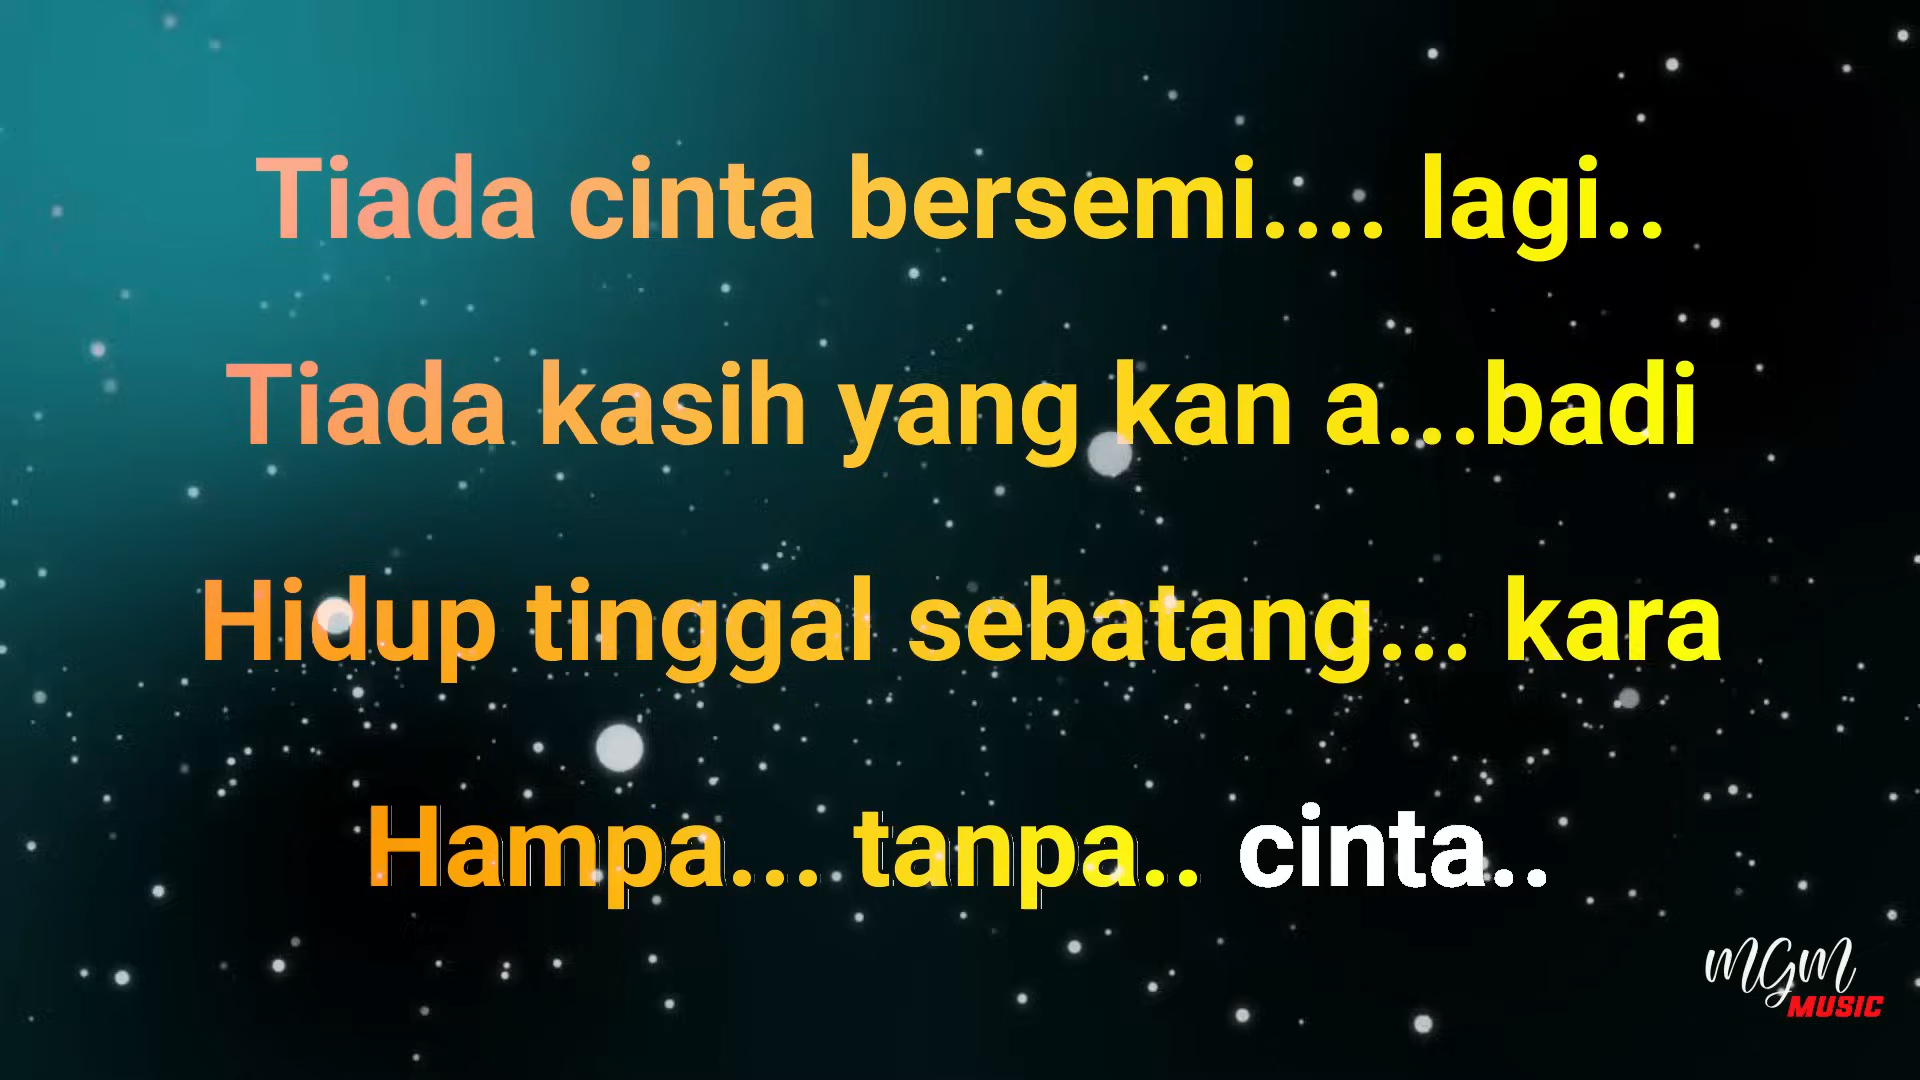 Tiada cinta bersemi.... lagi..
Tiada kasih yang kan a...badi
Hidup tinggal sebatang... kara
Hampa... tanpa.. cinta..
MGM
MUSIC